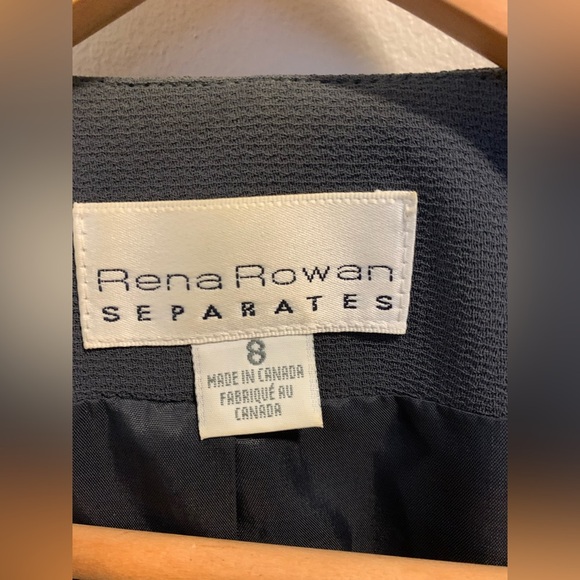 Rena Rowan
SEPARATES
8
MADE IN CANADA
FABRIQUÉ AU
CANADA